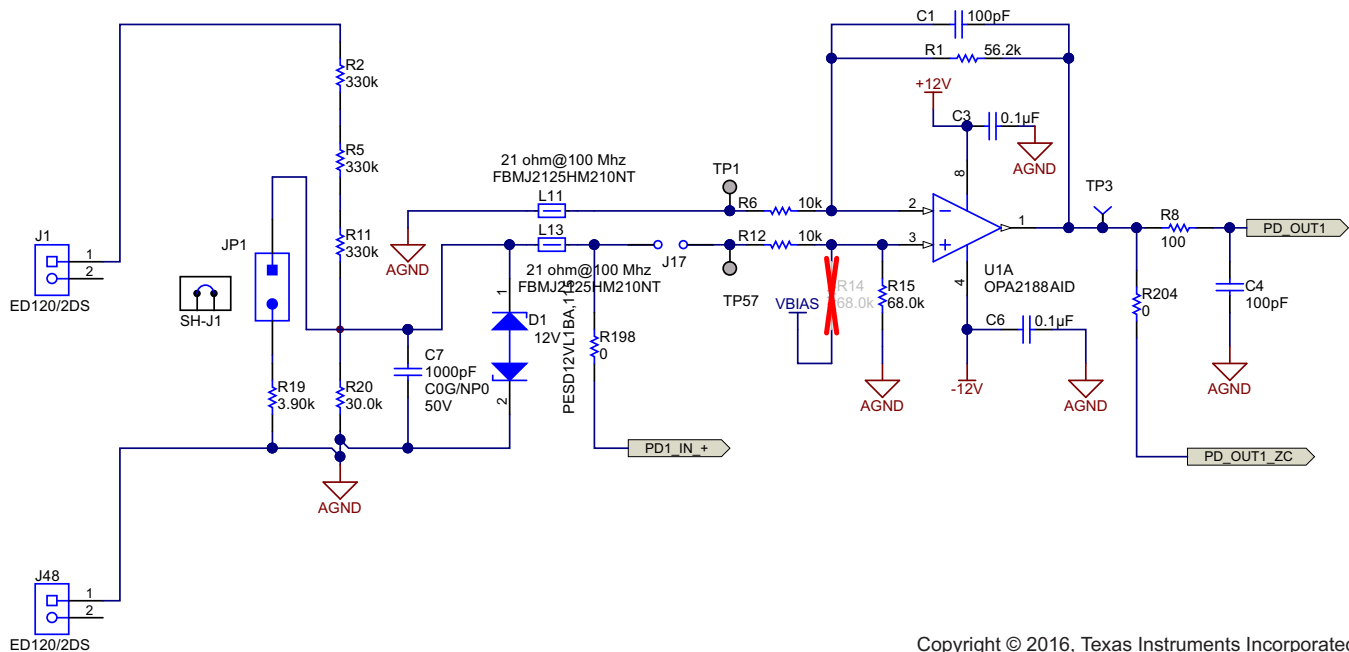 C1
100pF
R1
56.2k
R2
330k
+12V
C3
0.1µF
AGND
8
R5
330k
21 ohm@100 Mhz
FBMJ2125HM210NT
L11
TP1
R6
10k
2
TP3
R8
100
PD_OUT1
1
J1
1
2
ED120/2DS
JP1
R11
330k
AGND
L13
21 ohm@100 Mhz
FBMJ2125HM210NT
J17
R12
10k
3
TP57
VBIAS
R14
68.0k
R15
68.0k
4
U1A
OPA2188AID
R204
0
C4
100pF
SH-J1
1
D1
12V
2
PESD12VL1BA,115
R198
0
C6
0.1µF
C7
1000pF
C0G/NP0
50V
R19
3.90k
R20
30.0k
AGND
-12V
AGND
AGND
PD1_IN_+
PD_OUT1_ZC
AGND
J48
1
2
ED120/2DS
Copyright © 2016, Texas Instruments Incorporated